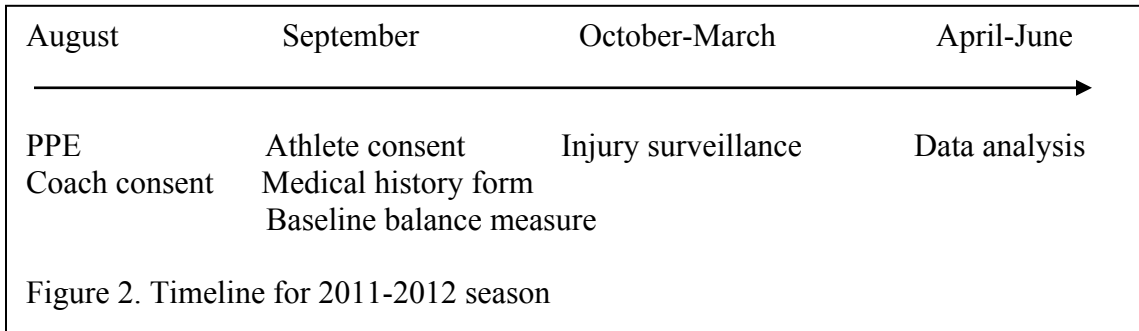 August September October-March April-June
PPE Athlete consent Injury surveillance Data analysis
Coach consent Medical history form
Baseline balance measure
Figure 2. Timeline for 2011-2012 season